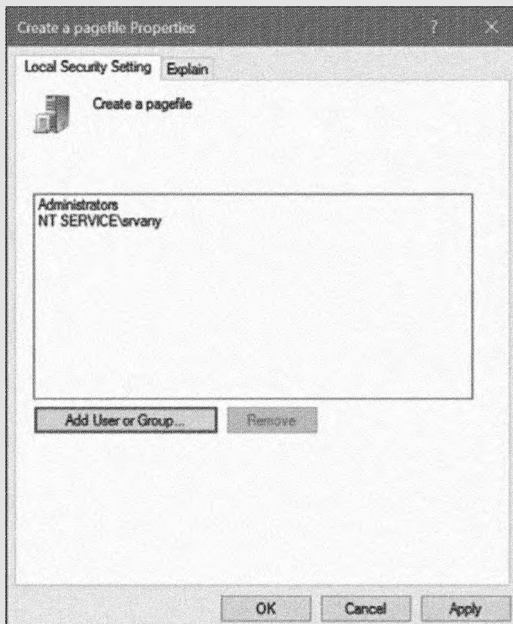 Create a pagefile Properties
Local Security Setting
Explain
Create a pagefile
Administrators
NT SERVICE\srvany
Add User or Group...
Remove
OK
Cancel
Apply